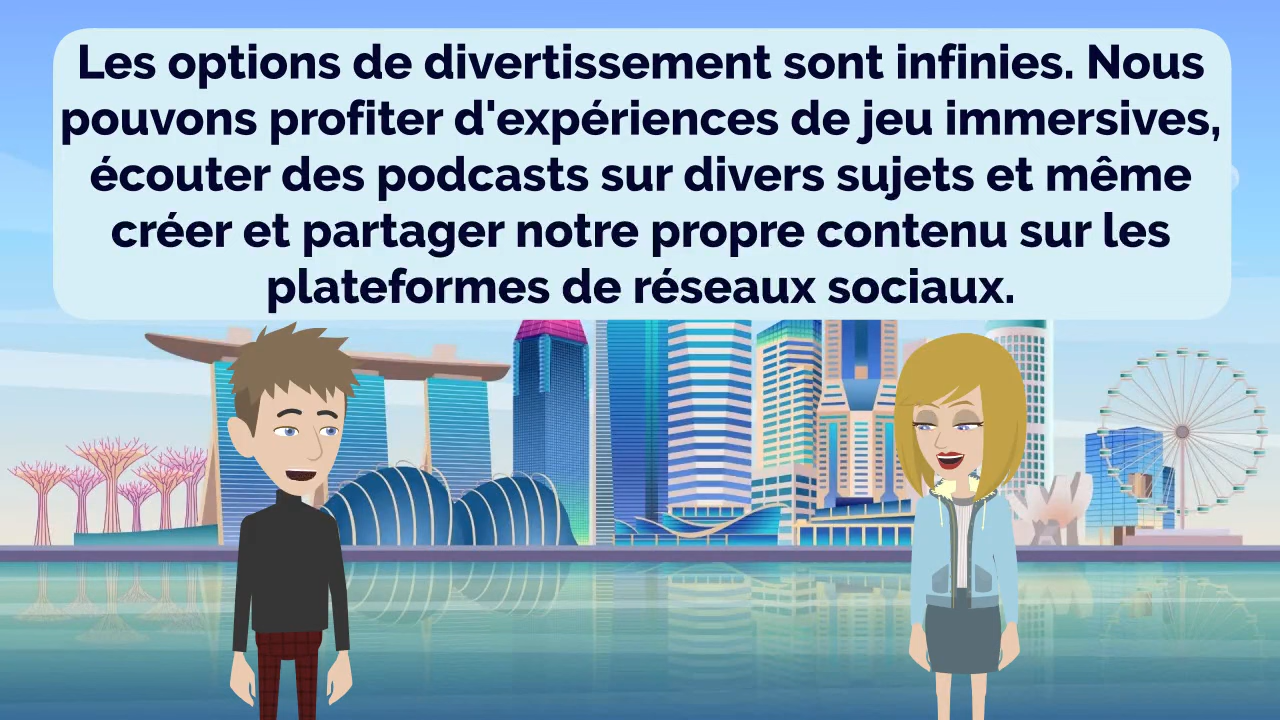 Les options de divertissement sont infinies. Nous
pouvons profiter d'expériences de jeu immersives,
écouter des podcasts sur divers sujets et même
créer et partager notre propre contenu sur les
plateformes de réseaux sociaux.